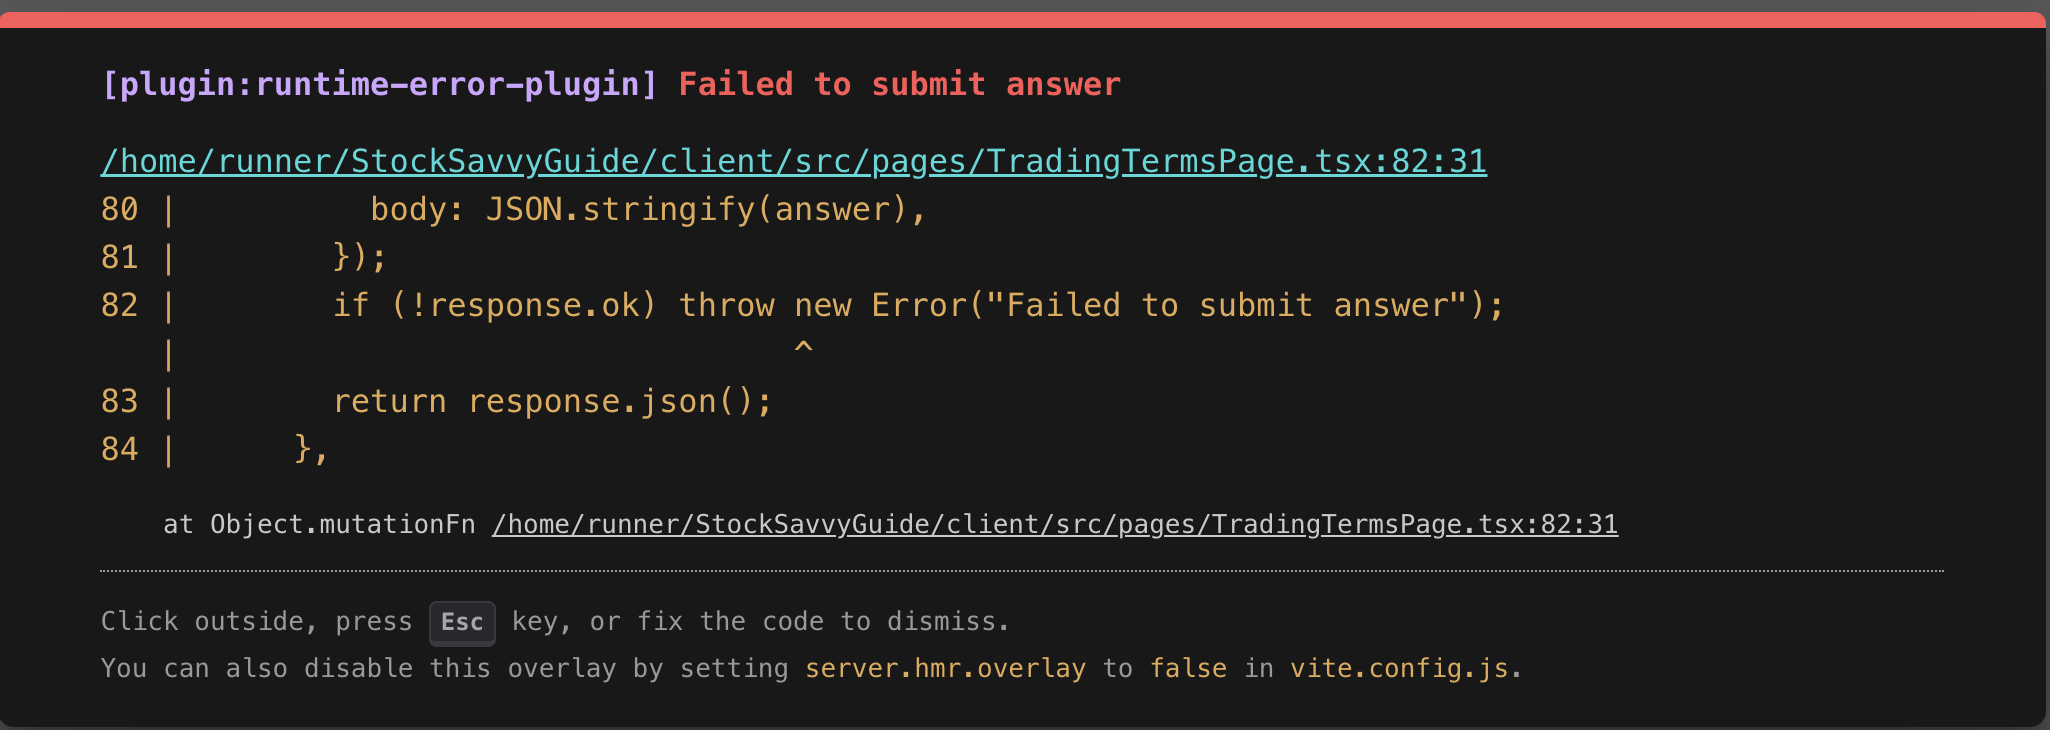 [plugin:runtime-error-plugin] Failed to submit answer
/home/runner/StockSavvyGuide/client/src/pages/TradingTermsPage.tsx:82:31
80 |          body: JSON.stringify(answer),
81 |        });
82 |        if (!response.ok) throw new Error("Failed to submit answer");
   |                                ^
83 |        return response.json();
84 |      },
at Object.mutationFn /home/runner/StockSavvyGuide/client/src/pages/TradingTermsPage.tsx:82:31
Click outside, press Esc key, or fix the code to dismiss.
You can also disable this overlay by setting server.hmr.overlay to false in vite.config.js.